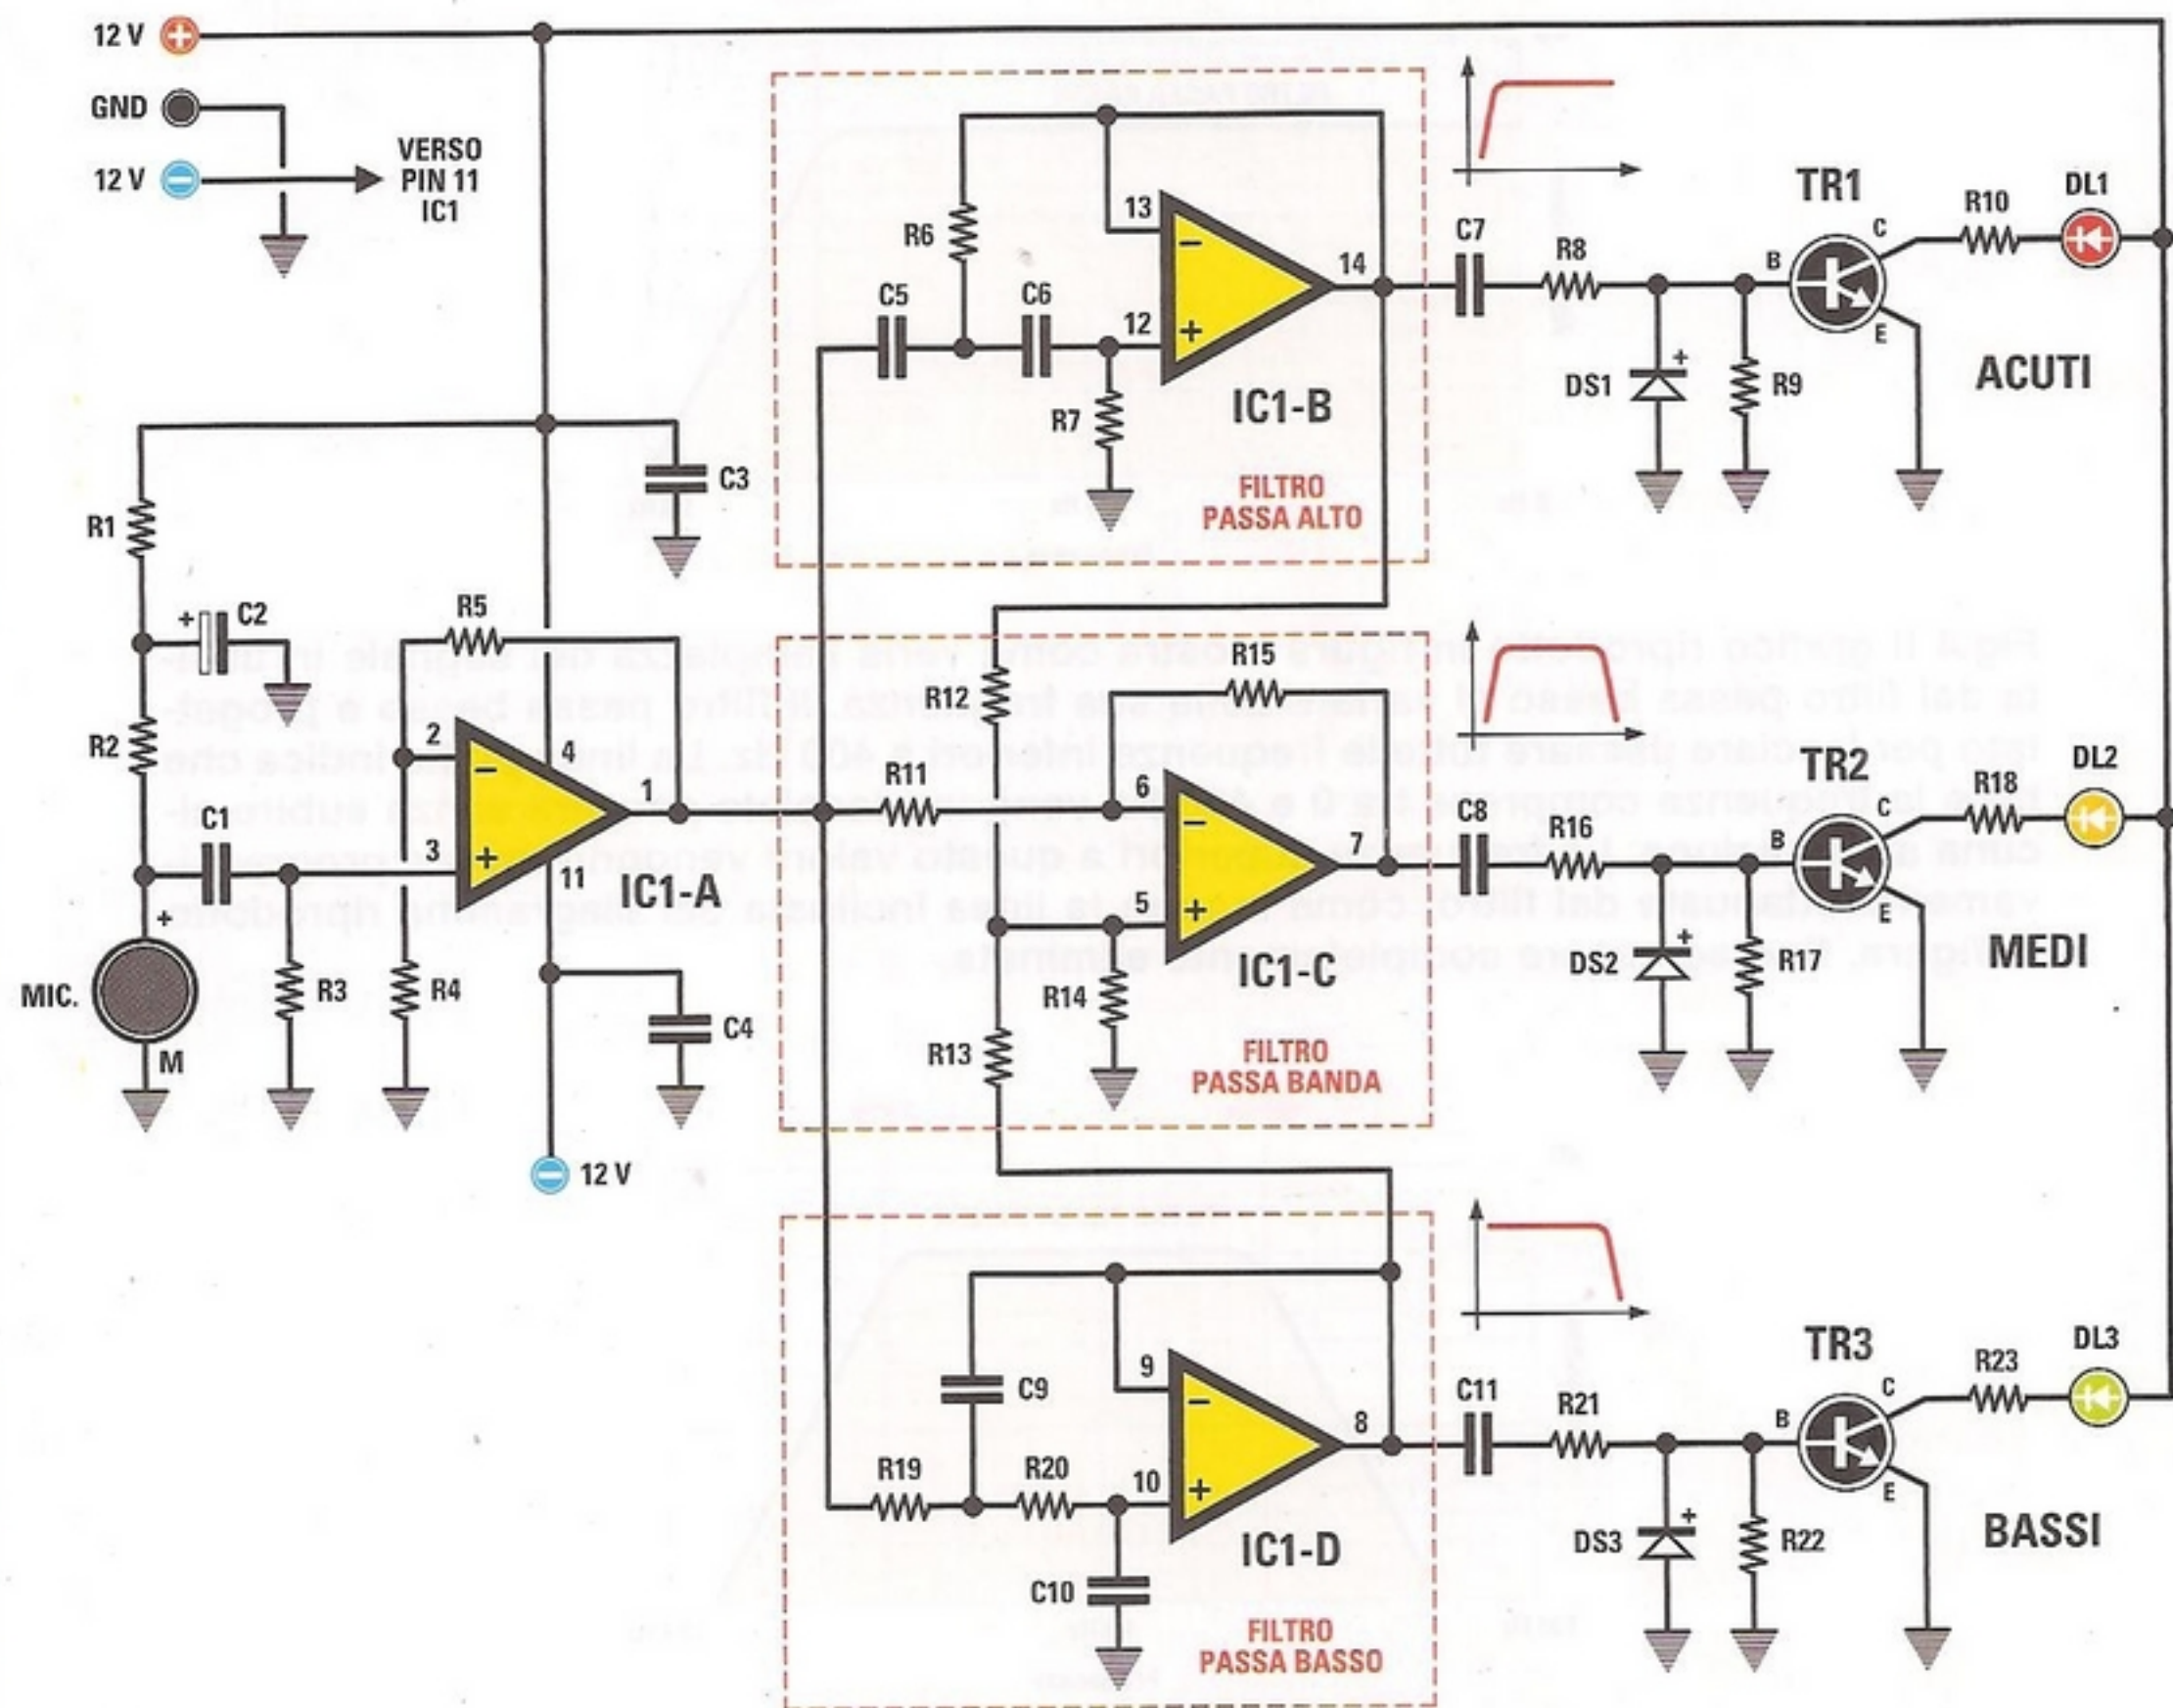 12 V +
GND
12 V −
VERSO
PIN 11
IC1
R1
C2
+
R2
C1
+
MIC.
M
R3
R4
R5
2
3
4
11
1
−
+
IC1-A
C3
C4
− 12 V
R6
C5
C6
R7
13
12
14
−
+
IC1-B
FILTRO
PASSA ALTO
C7
R8
DS1
+
R9
TR1
B
C
E
R10
DL1
ACUTI
R11
R12
R13
R14
R15
6
5
7
−
+
IC1-C
FILTRO
PASSA BANDA
C8
R16
DS2
+
R17
TR2
B
C
E
R18
DL2
MEDI
R19
C9
R20
C10
9
10
8
−
+
IC1-D
FILTRO
PASSA BASSO
C11
R21
DS3
+
R22
TR3
B
C
E
R23
DL3
BASSI